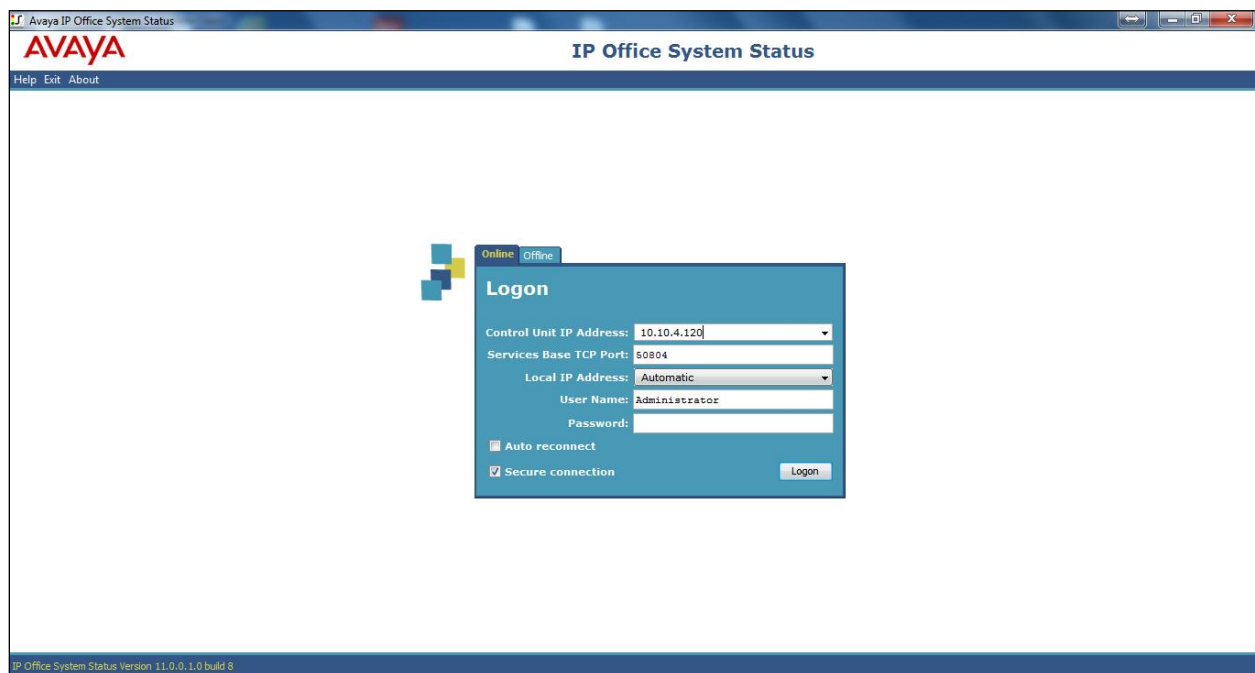 Avaya IP Office System Status
AVAYA
IP Office System Status
Help Exit About
Online Offline
Logon
Control Unit IP Address: 10.10.4.120
Services Base TCP Port: 50804
Local IP Address: Automatic
User Name: Administrator
Password:
Auto reconnect
Secure connection Logon
IP Office System Status Version 11.0.0.1.0 build 8